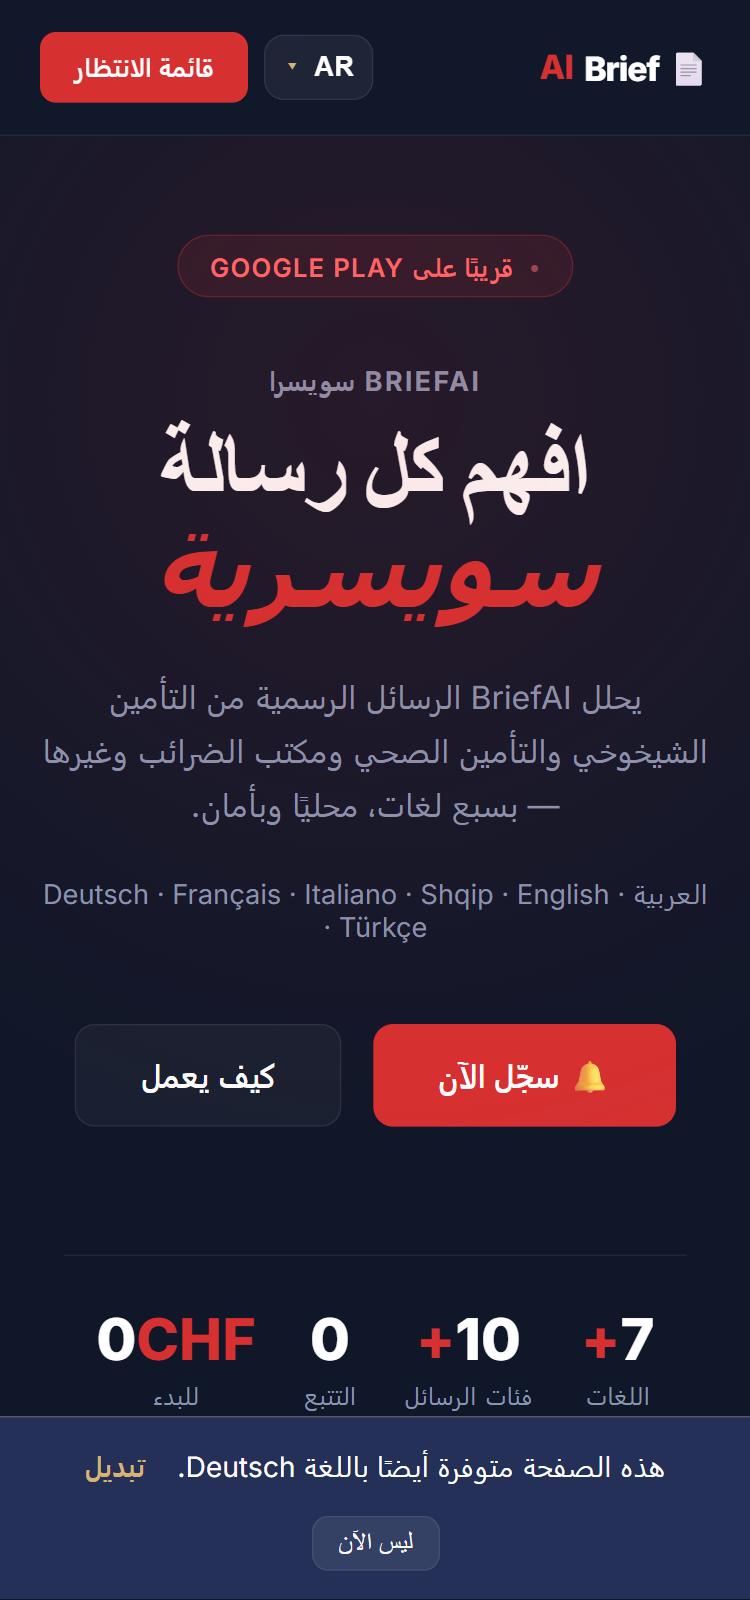 Brief AI
AR
قائمة الانتظار
قريبًا على GOOGLE PLAY
BRIEFAI سويسرا
افهم كل رسالة
سويسرية
يحلل BriefAI الرسائل الرسمية من التأمين
الشيخوخي والتأمين الصحي ومكتب الضرائب وغيرها
— بسبع لغات، محليًا وبأمان.
Deutsch · Français · Italiano · Shqip · English · العربية
· Türkçe
سجّل الآن
كيف يعمل
7+ 10+ 0 0CHF
اللغات فئات الرسائل التتبع للبدء
هذه الصفحة متوفرة أيضًا باللغة Deutsch. تبديل
ليس الآن